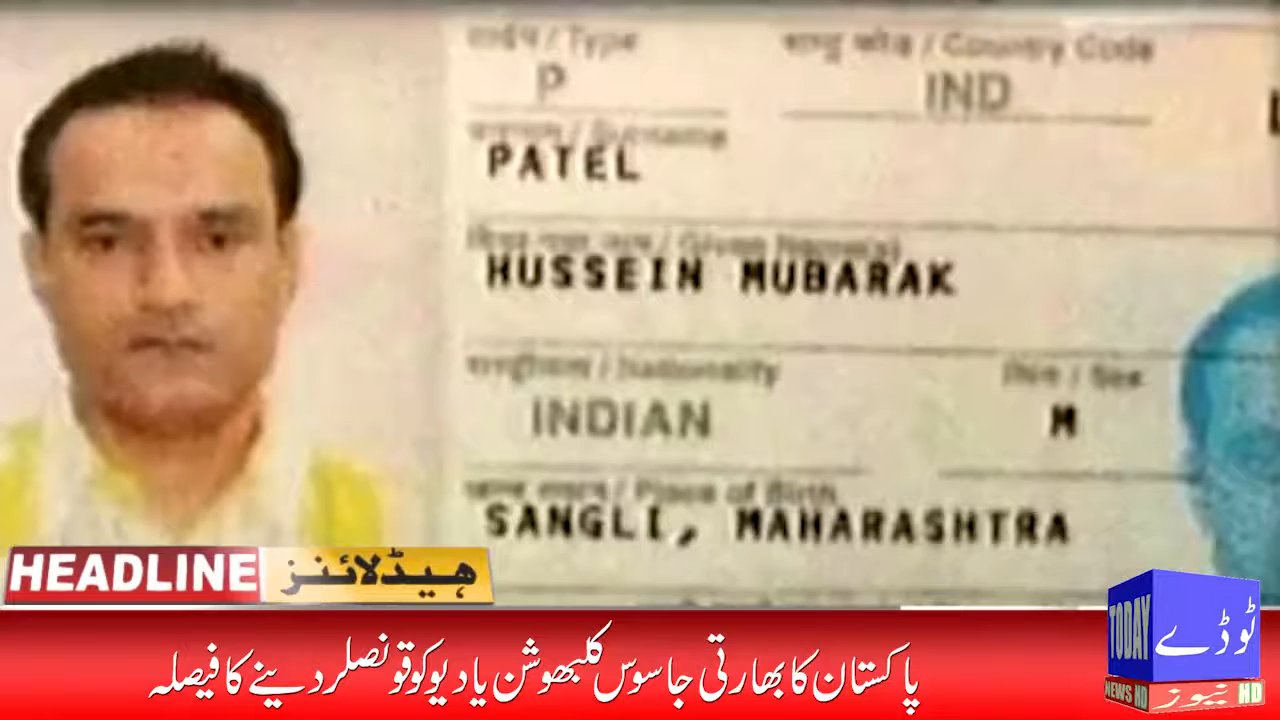 टाईप / Type
राष्ट्र कोड / Country Code
P
IND
उपनाम / Surname
PATEL
Given Name(s)
HUSSEIN MUBARAK
राष्ट्रीयता / Nationality
लिंग / Sex
INDIAN
M
जन्म स्थान / Place of Birth
SANGLI, MAHARASHTRA
HEADLINE ہیڈلائنز
پاکستان کا بھارتی جاسوس کلبھوشن یادیو کو قونصلر دینے کا فیصلہ
TODAY ٹوڈے
NEWS HD نیوز HD